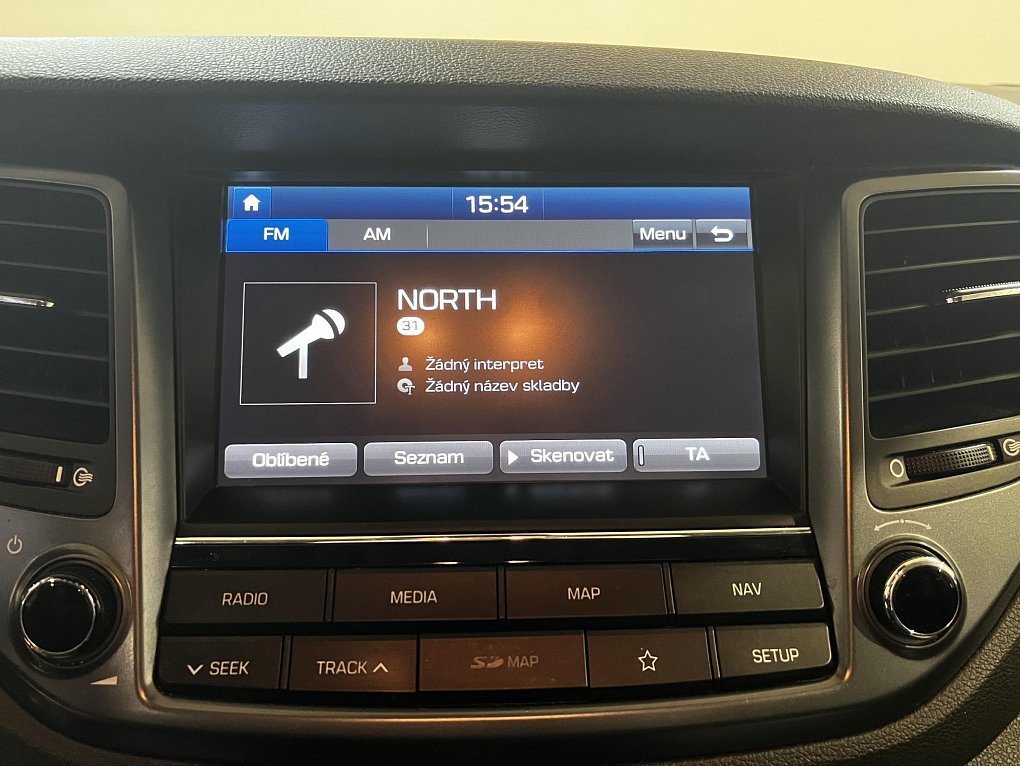 15:54
FM AM Menu
NORTH
31
Žádný interpret
Žádný název skladby
Oblíbené Seznam Skenovat TA
RADIO MEDIA MAP NAV
SEEK TRACK SD MAP SETUP